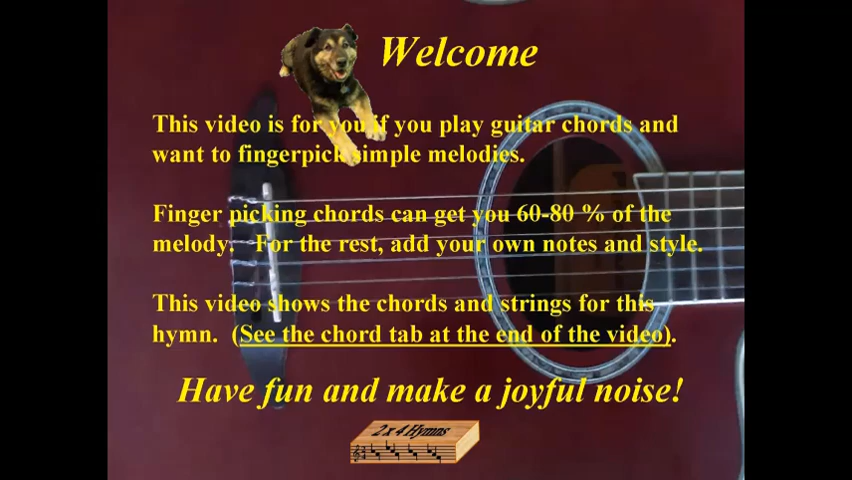 Welcome
This video is for you if you play guitar chords and
want to fingerpick simple melodies.
Finger picking chords can get you 60-80 % of the
melody. For the rest, add your own notes and style.
This video shows the chords and strings for this
hymn. (See the chord tab at the end of the video).
Have fun and make a joyful noise!
2 x 4 Hymns